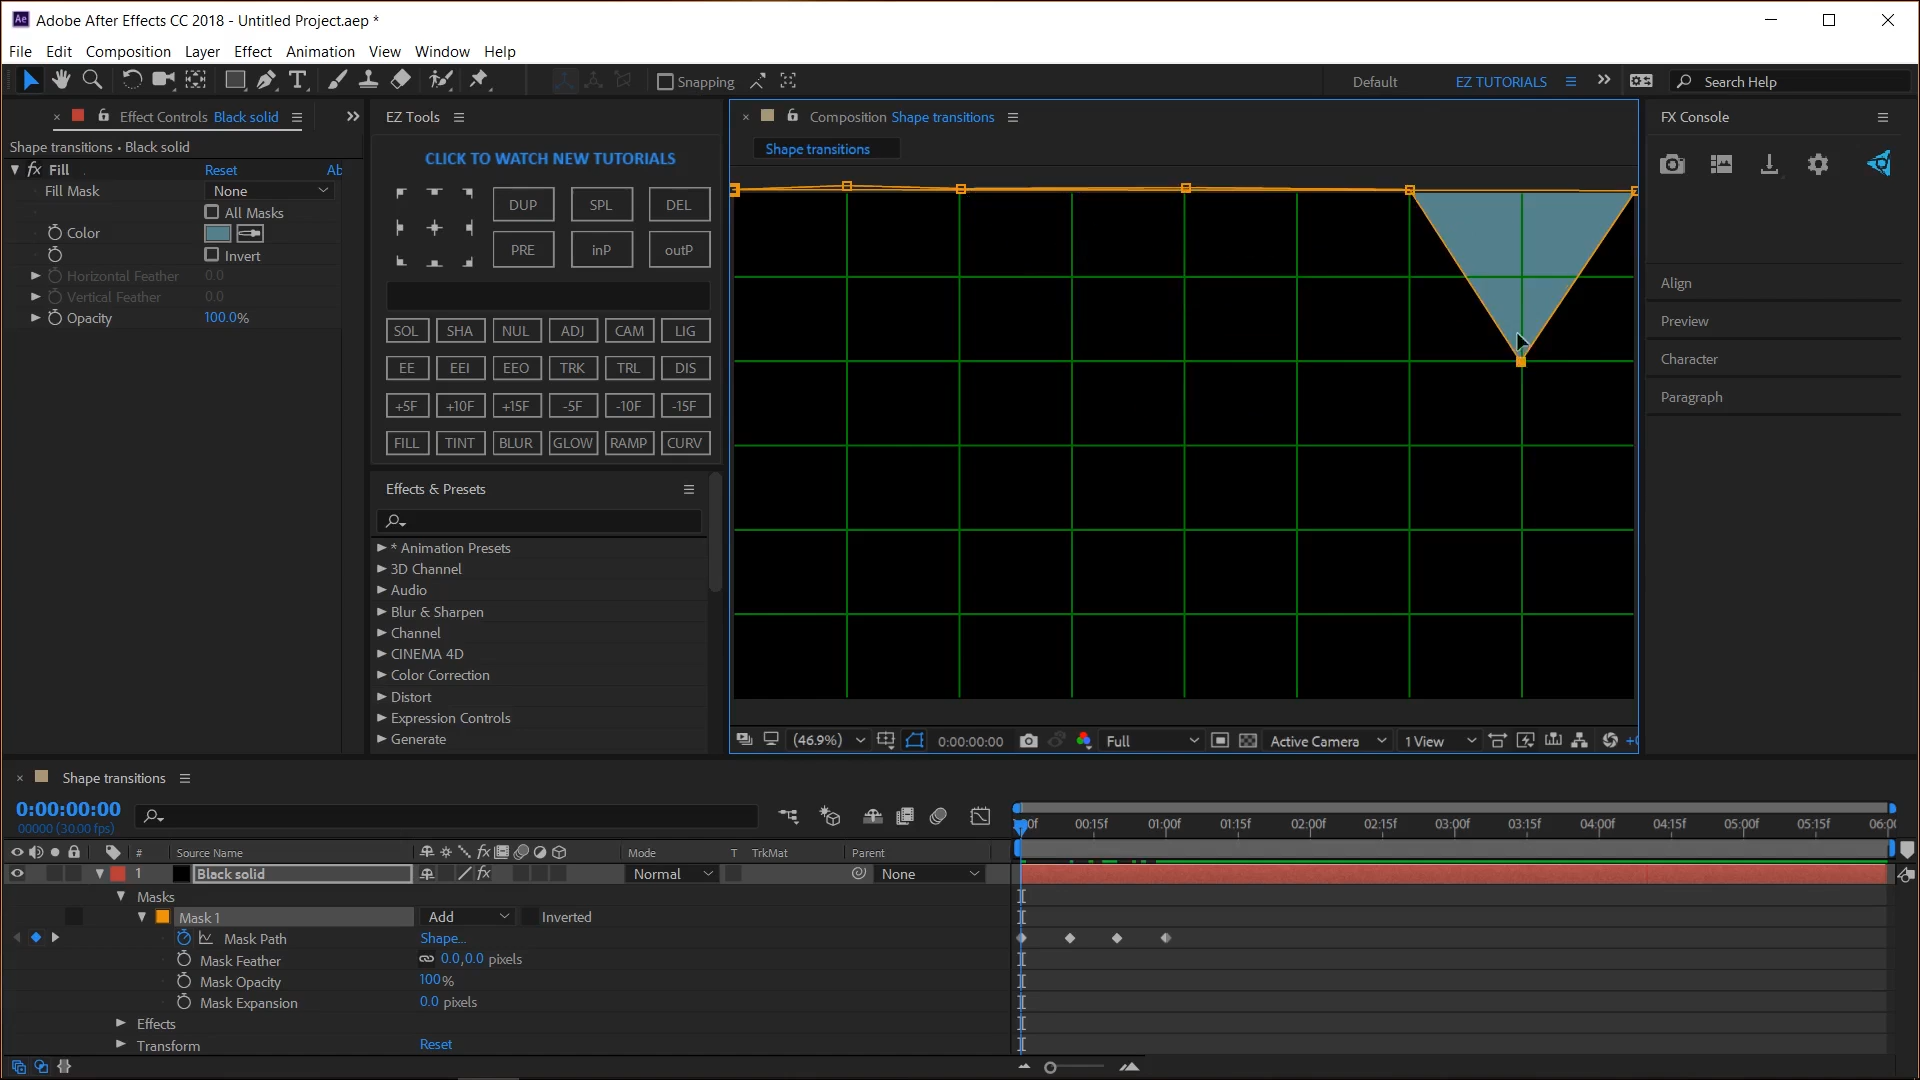 Ae Adobe After Effects CC 2018 - Untitled Project.aep *
File Edit Composition Layer Effect Animation View Window Help
Snapping Default EZ TUTORIALS Search Help
Effect Controls Black solid
Shape transitions • Black solid
fx Fill Reset Ab
Fill Mask None
All Masks
Color
Invert
Horizontal Feather 0.0
Vertical Feather 0.0
Opacity 100.0%
EZ Tools
CLICK TO WATCH NEW TUTORIALS
DUP SPL DEL
PRE inP outP
SOL SHA NUL ADJ CAM LIG
EE EEI EEO TRK TRL DIS
+5F +10F +15F -5F -10F -15F
FILL TINT BLUR GLOW RAMP CURV
Effects & Presets
* Animation Presets
3D Channel
Audio
Blur & Sharpen
Channel
CINEMA 4D
Color Correction
Distort
Expression Controls
Generate
Composition Shape transitions
Shape transitions
(46.9%) 0:00:00:00 Full Active Camera 1 View
FX Console
Align
Preview
Character
Paragraph
Shape transitions
0:00:00:00
00000 (30.00 fps)
00:15f 01:00f 01:15f 02:00f 02:15f 03:00f 03:15f 04:00f 04:15f 05:00f 05:15f
# Source Name fx Mode T TrkMat Parent
1 Black solid fx Normal None
Masks
Mask 1 Add Inverted
Mask Path Shape...
Mask Feather 0.0,0.0 pixels
Mask Opacity 100%
Mask Expansion 0.0 pixels
Effects
Transform Reset